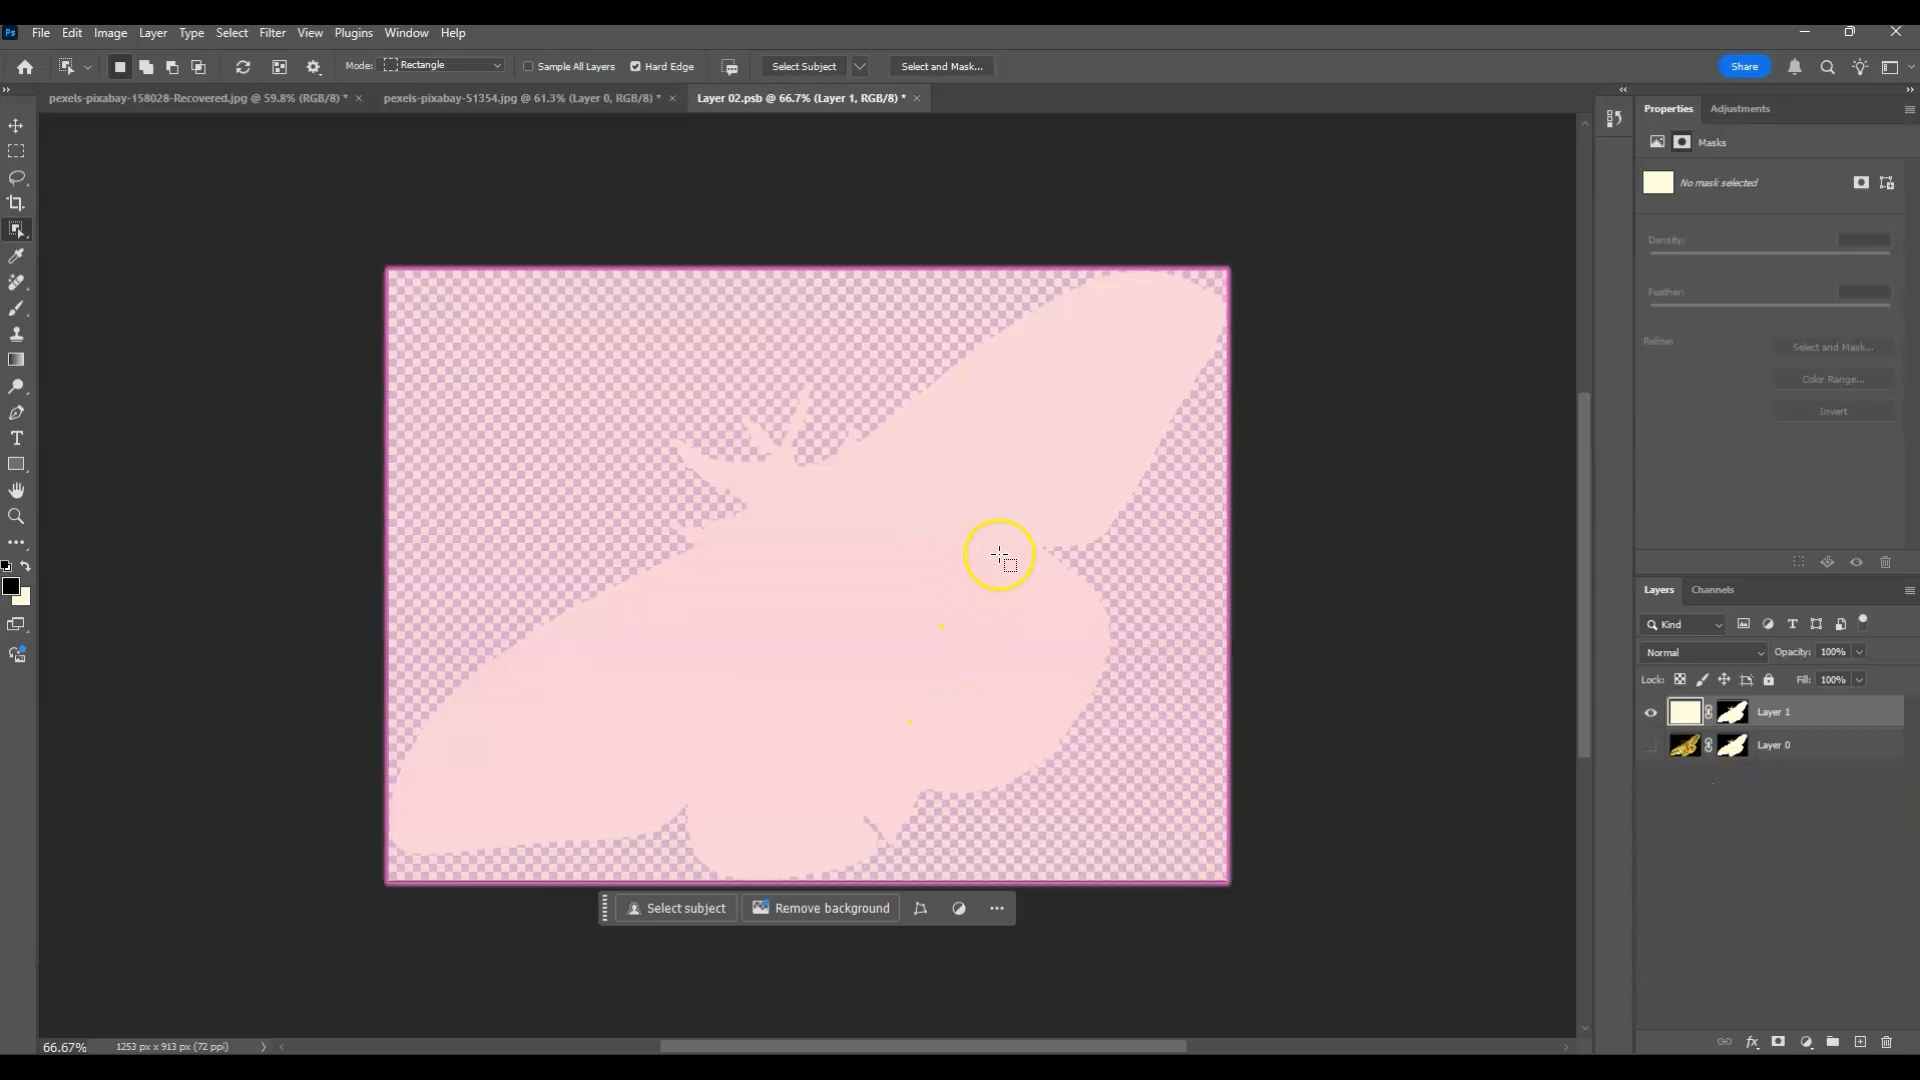 Ps File Edit Image Layer Type Select Filter View Plugins Window Help
Mode: Rectangle Sample All Layers Hard Edge Select Subject Select and Mask... Share
pexels-pixabay-158028-Recovered.jpg @ 59.8% (RGB/8) * × pexels-pixabay-51354.jpg @ 61.3% (Layer 0, RGB/8) * × Layer 02.psb @ 66.7% (Layer 1, RGB/8) * ×
Properties Adjustments
Masks
No mask selected
Density:
Feather:
Refine: Select and Mask...
Color Range...
Invert
Layers Channels
Kind
Normal Opacity: 100%
Lock: Fill: 100%
Layer 1
Layer 0
Select subject Remove background
66.67% 1253 px x 913 px (72 ppi)